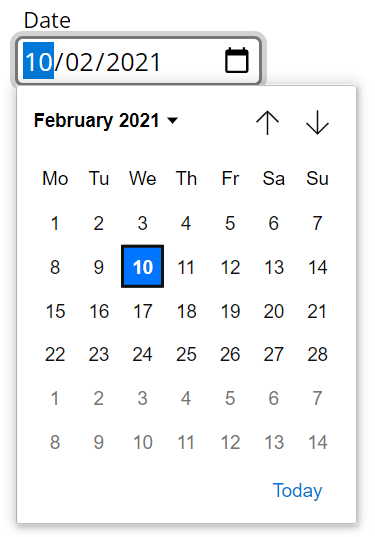 Date
10/02/2021
February 2021
Mo Tu We Th Fr Sa Su
1 2 3 4 5 6 7
8 9 10 11 12 13 14
15 16 17 18 19 20 21
22 23 24 25 26 27 28
1 2 3 4 5 6 7
8 9 10 11 12 13 14
Today